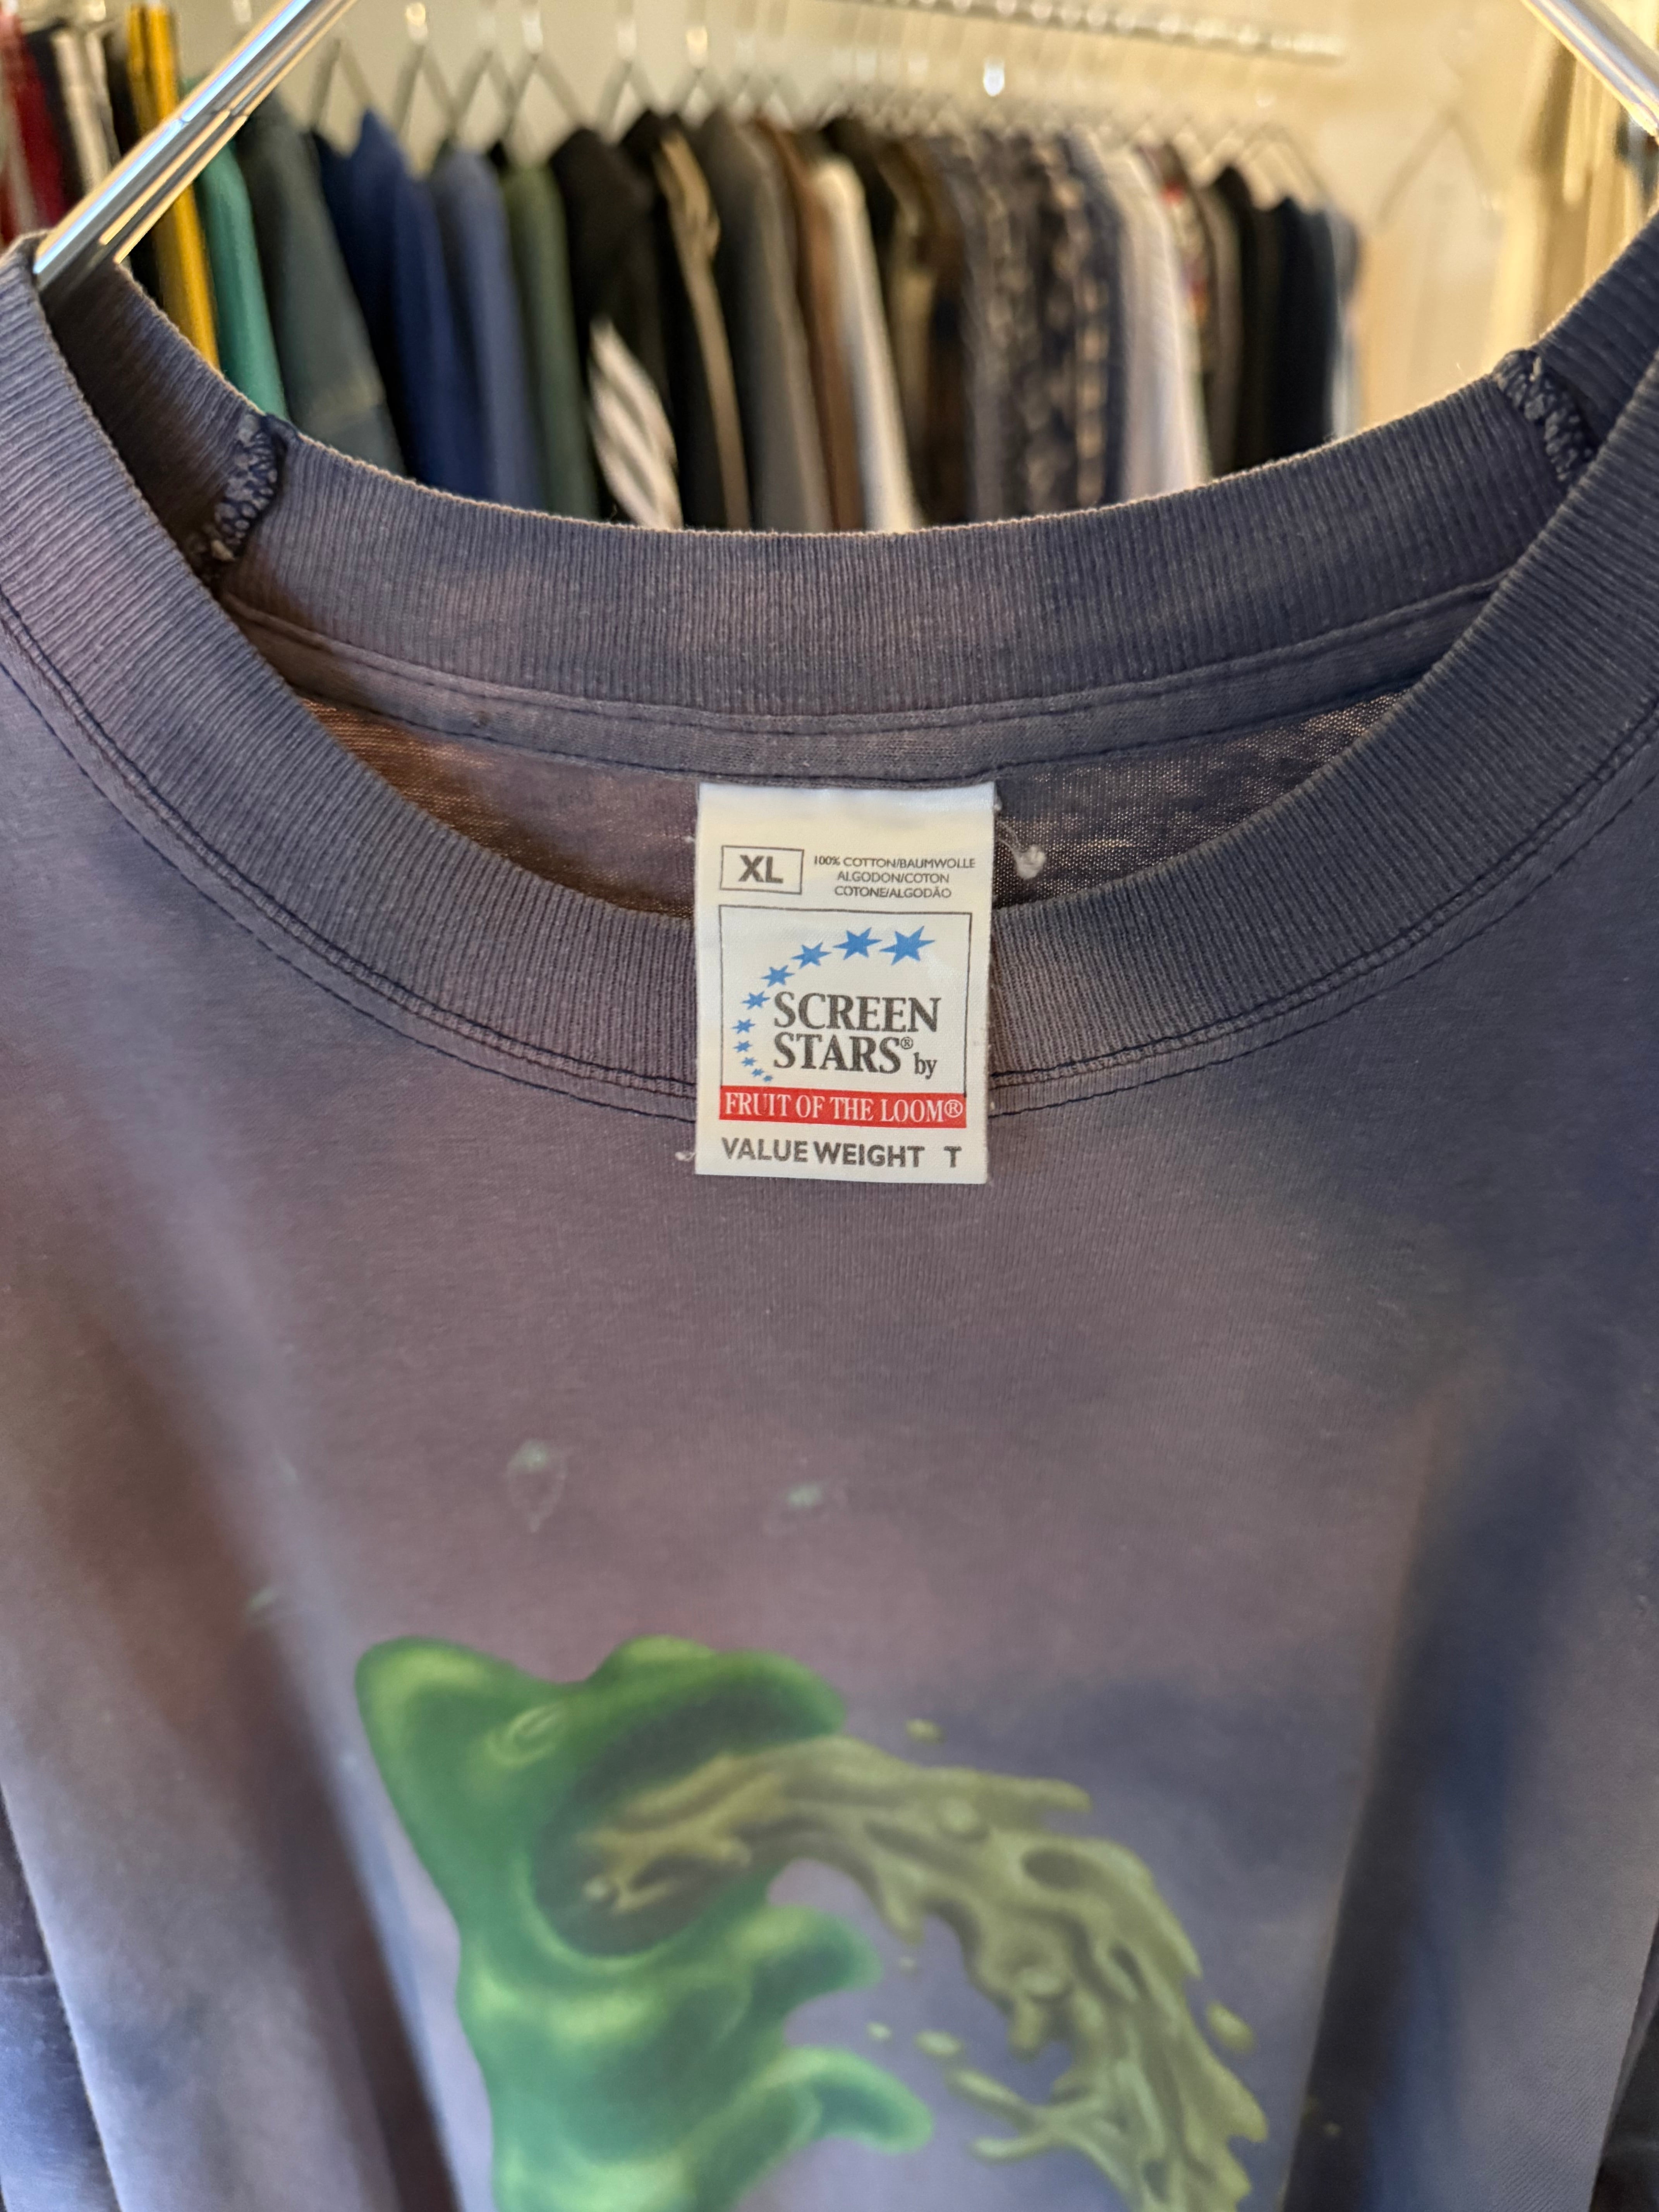 XL
100% COTTON/BAUMWOLLE
ALGODON/COTON
COTONE/ALGODÃO
SCREEN
STARS® by
FRUIT OF THE LOOM®
VALUE WEIGHT T